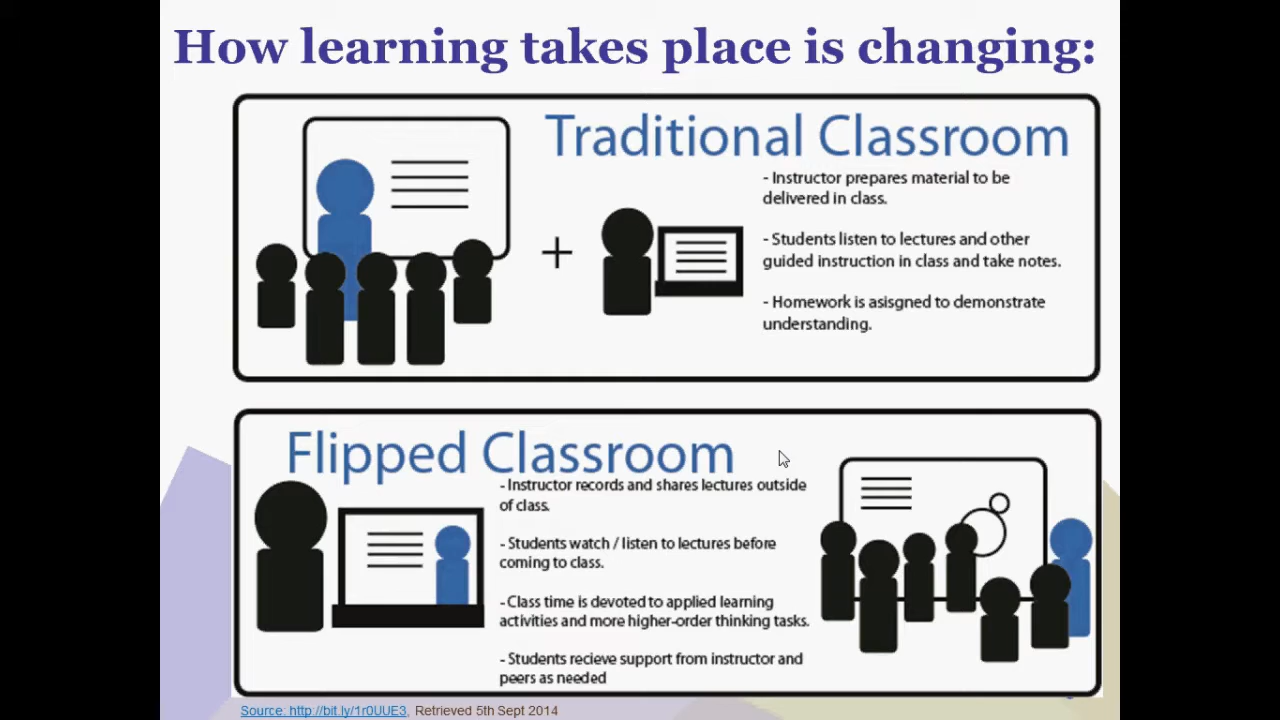 How learning takes place is changing:
Traditional Classroom
- Instructor prepares material to be
delivered in class.
- Students listen to lectures and other
guided instruction in class and take notes.
- Homework is asisgned to demonstrate
understanding.
Flipped Classroom
- Instructor records and shares lectures outside
of class.
- Students watch / listen to lectures before
coming to class.
- Class time is devoted to applied learning
activities and more higher-order thinking tasks.
- Students recieve support from instructor and
peers as needed
Source: http://bit.ly/1r0UUE3, Retrieved 5th Sept 2014